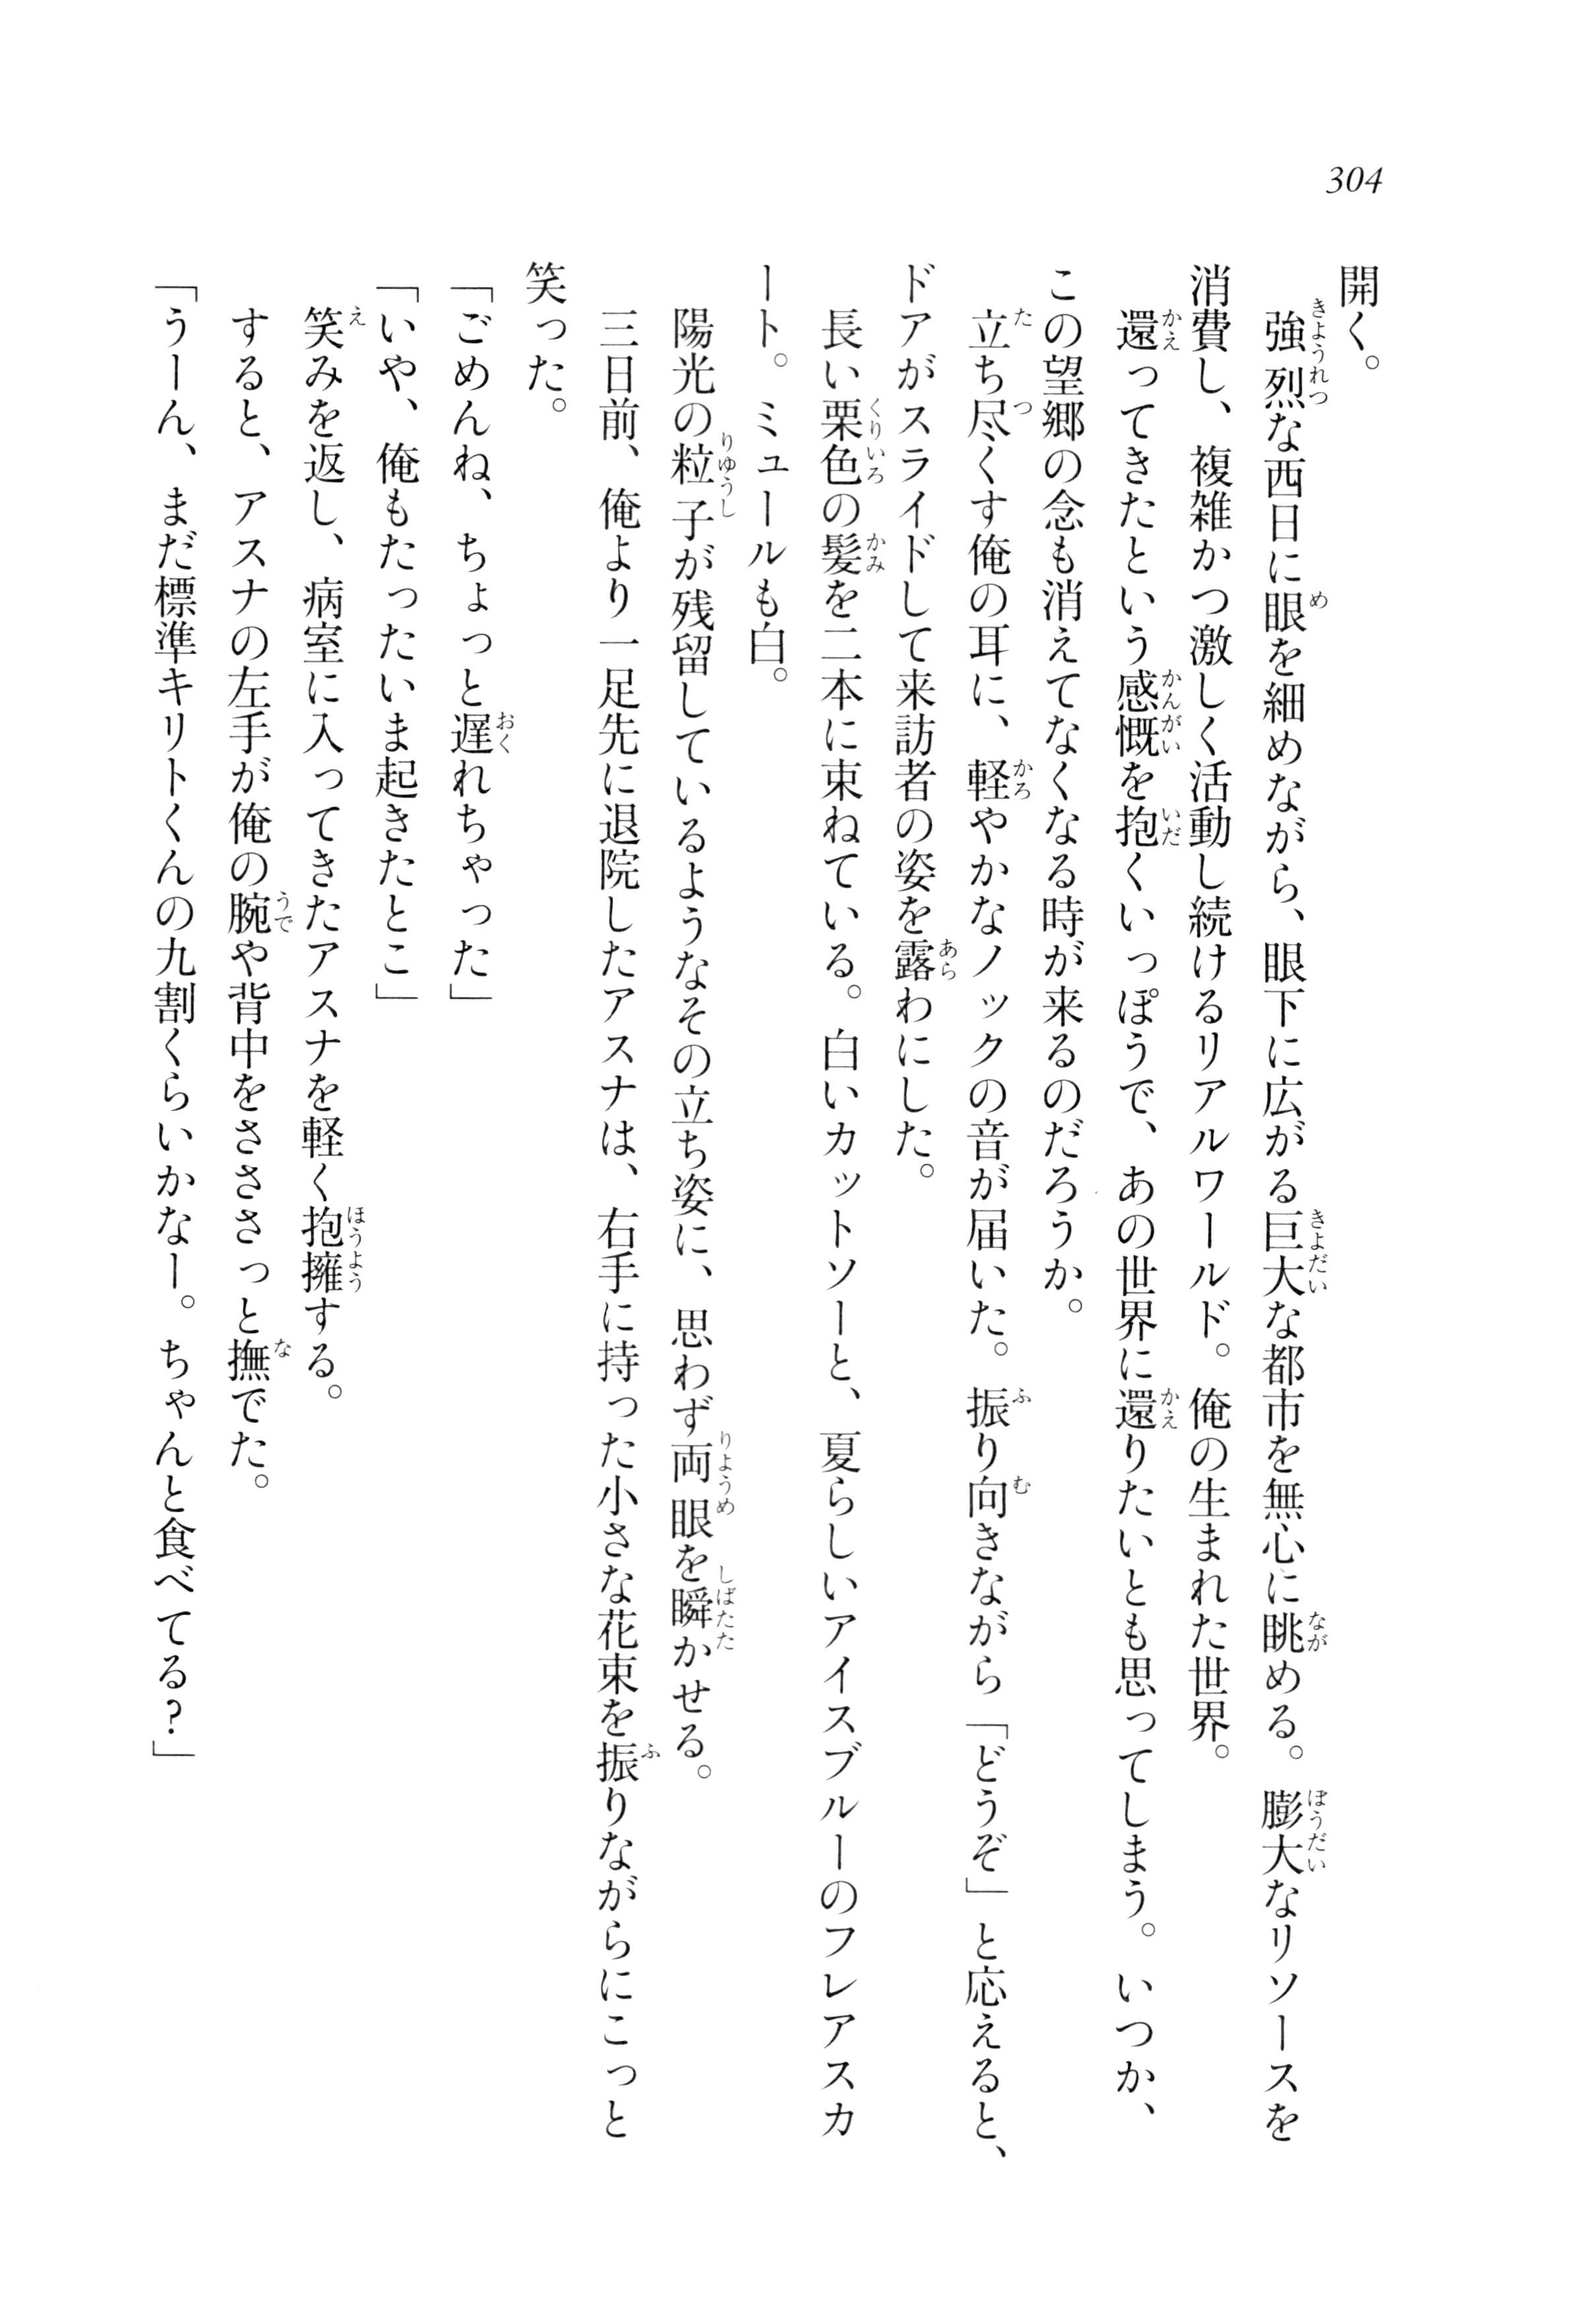 304
開く。
強烈な西日に眼を細めながら、眼下に広がる巨大な都市を無心に眺める。膨大なリソースを
消費し、複雑かつ激しく活動し続けるリアルワールド。俺の生まれた世界。
還ってきたという感慨を抱くいっぽうで、あの世界に還りたいとも思ってしまう。いつか、
この望郷の念も消えてなくなる時が来るのだろうか。
立ち尽くす俺の耳に、軽やかなノックの音が届いた。振り向きながら「どうぞ」と応えると、
ドアがスライドして来訪者の姿を露わにした。
長い栗色の髪を二本に束ねている。白いカットソーと、夏らしいアイスブルーのフレアスカ
ート。ミュールも白。
陽光の粒子が残留しているようなその立ち姿に、思わず両眼を瞬かせる。
三日前、俺より一足先に退院したアスナは、右手に持った小さな花束を振りながらにこっと
笑った。
「ごめんね、ちょっと遅れちゃった」
「いや、俺もたったいま起きたとこ」
笑みを返し、病室に入ってきたアスナを軽く抱擁する。
すると、アスナの左手が俺の腕や背中をさささっと撫でた。
「うーん、まだ標準キリトくんの九割くらいかなー。ちゃんと食べてる?」